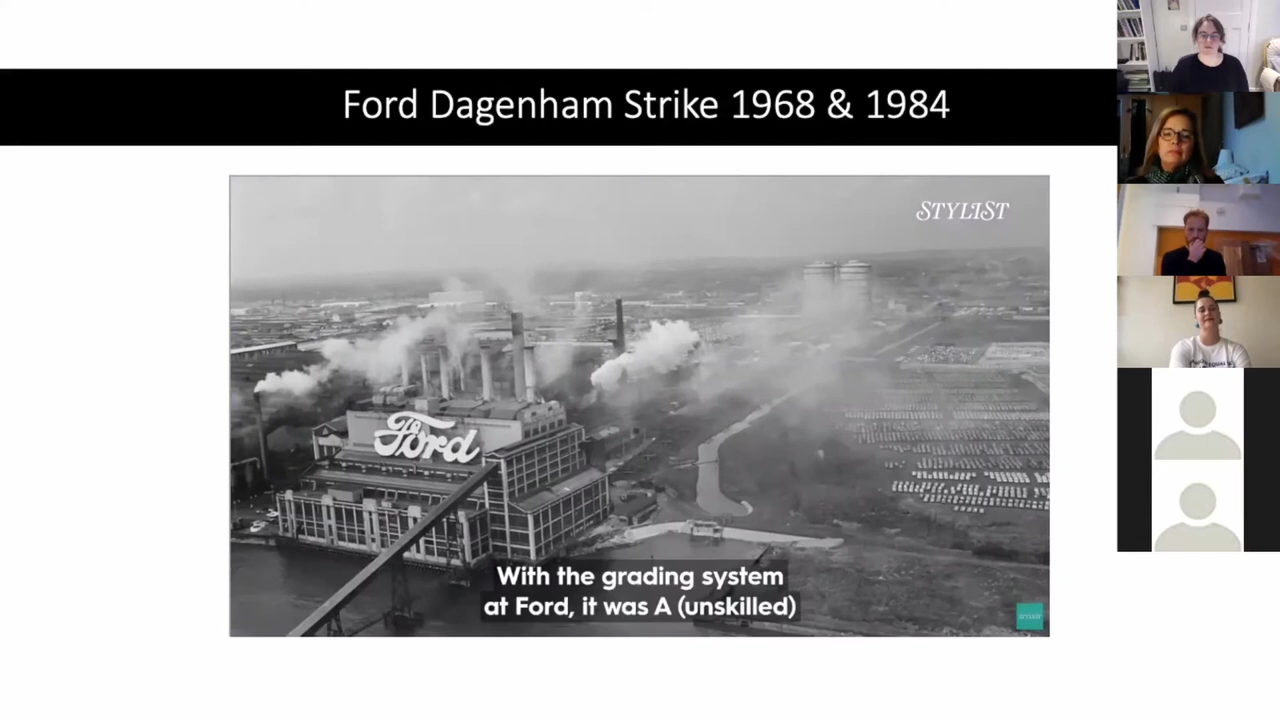 Ford Dagenham Strike 1968 & 1984
STYLIST
Ford
With the grading system
at Ford, it was A (unskilled)